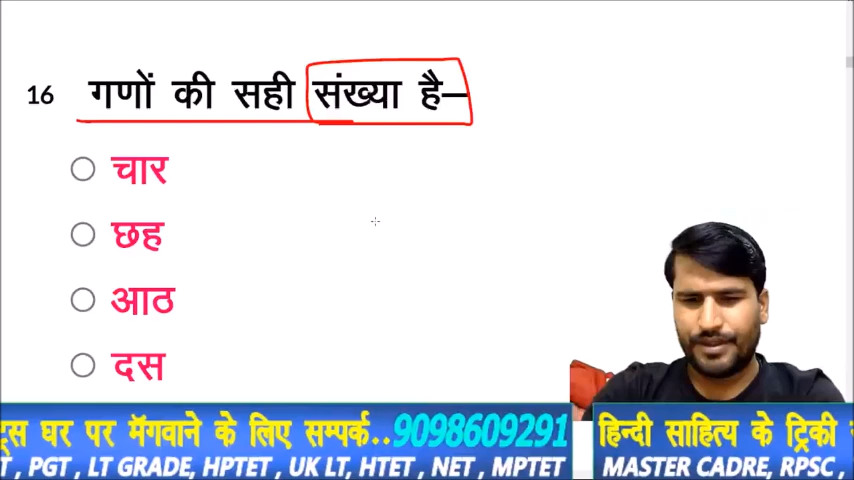 16 गणों की सही संख्या है–
चार
छह
आठ
दस
घर पर मॅगवाने के लिए सम्पर्क..9098609291 हिन्दी साहित्य के ट्रिकी
, PGT, LT GRADE, HPTET, UK LT, HTET, NET, MPTET MASTER CADRE, RPSC,